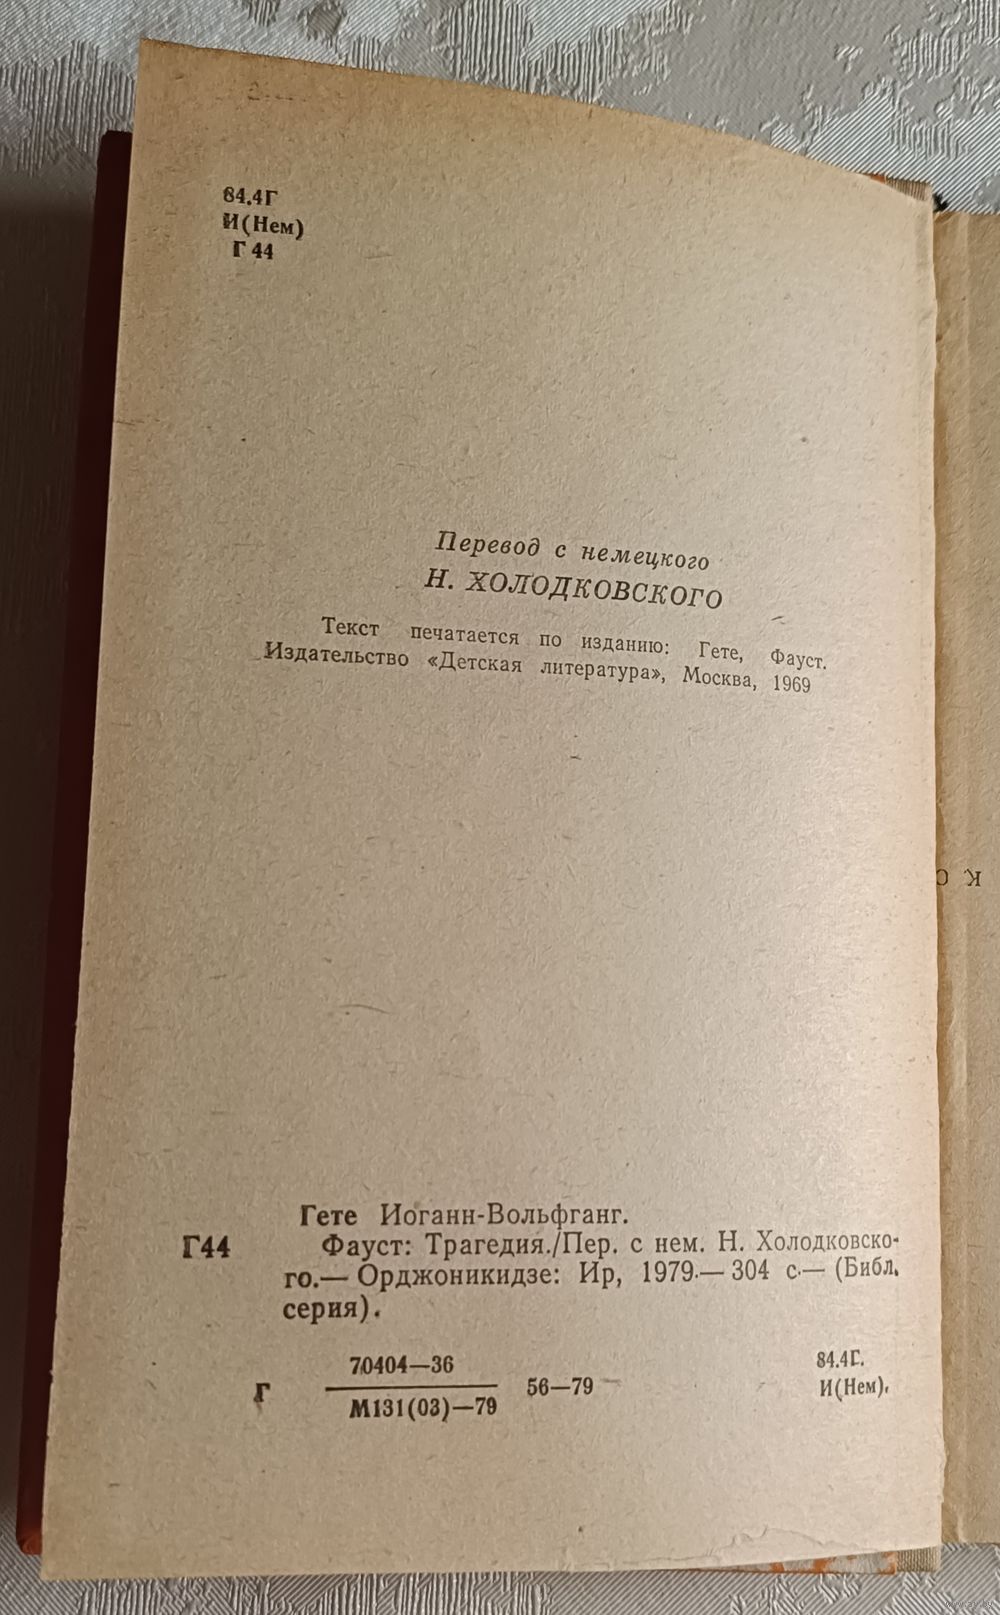 84.4Г
И(Нем)
Г 44
Перевод с немецкого
Н. ХОЛОДКОВСКОГО
Текст печатается по изданию: Гете, Фауст.
Издательство «Детская литература», Москва, 1969
Гете Иоганн-Вольфганг.
Г44 Фауст: Трагедия./Пер. с нем. Н. Холодковско-
го.— Орджоникидзе: Ир, 1979.— 304 с.— (Библ.
серия).
70404—36
Г 56—79
М131(03)—79
84.4Г.
И(Нем).